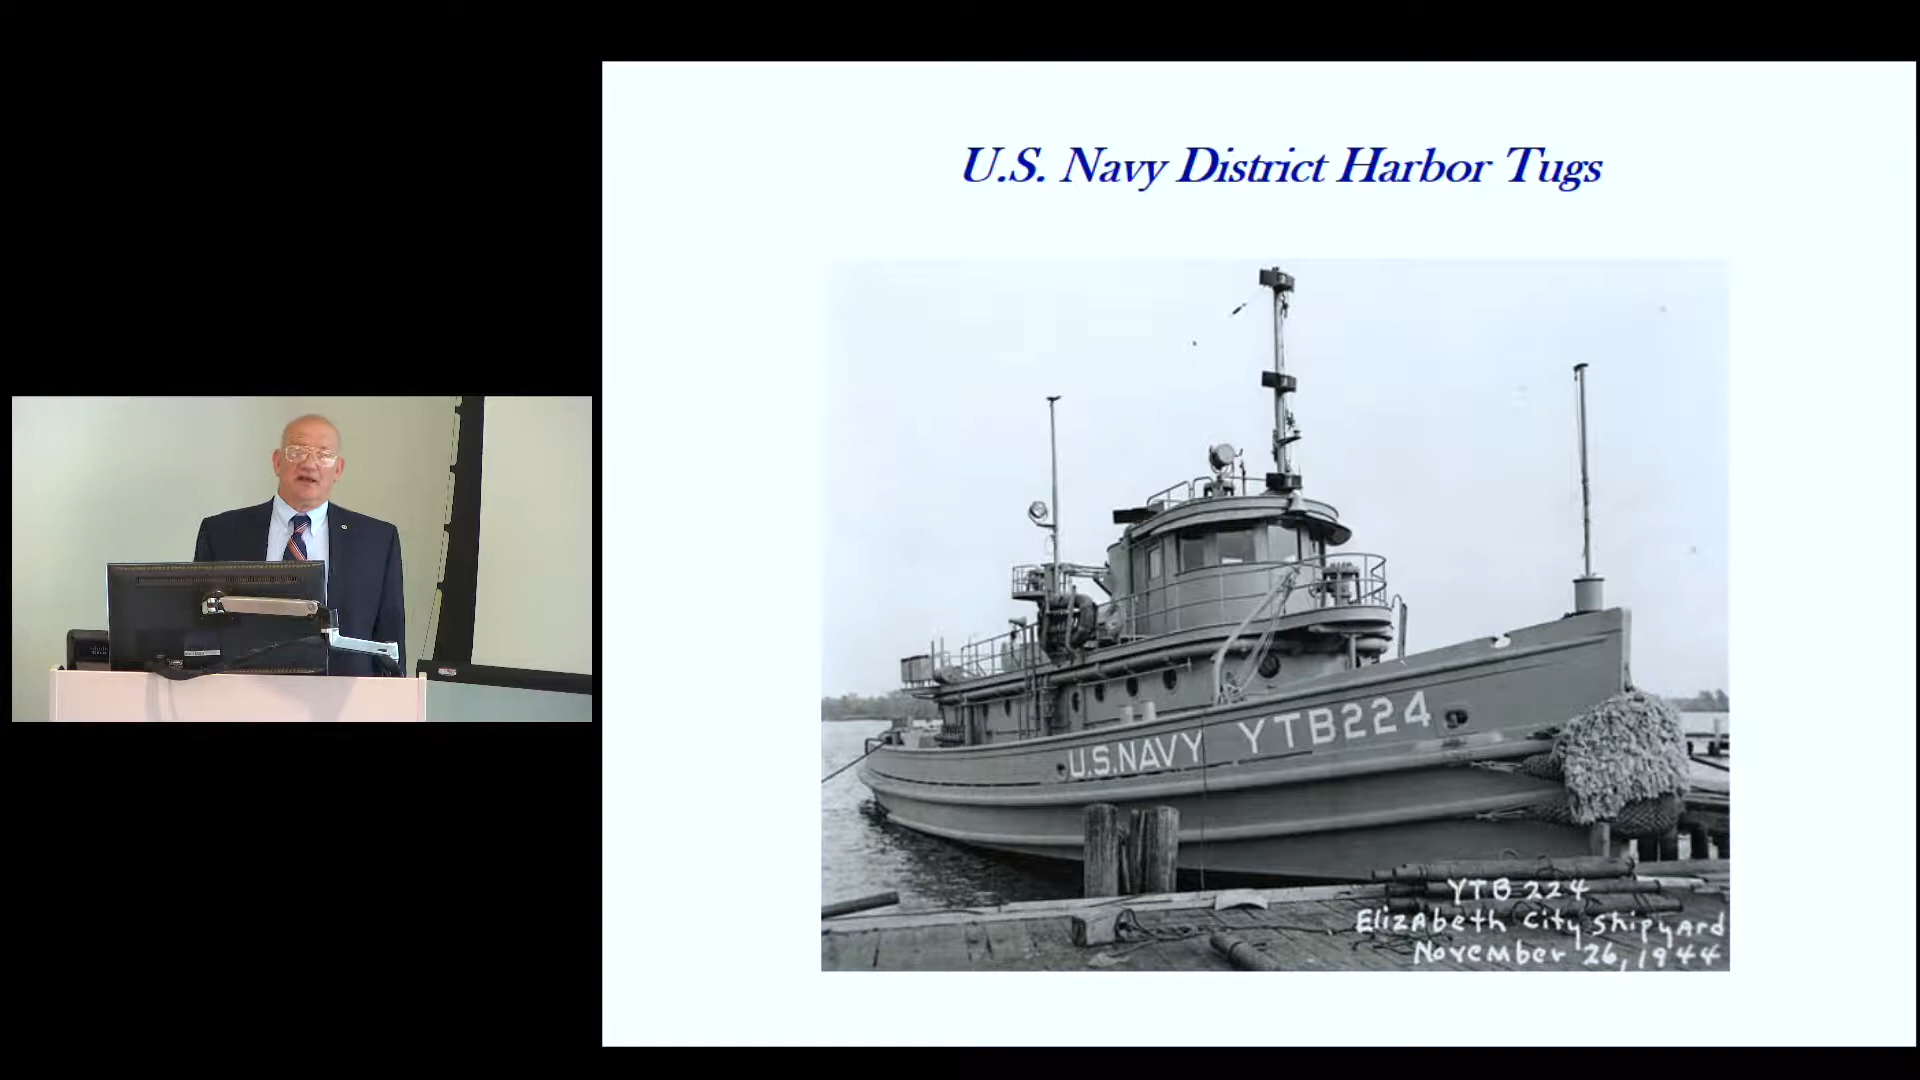 U.S. Navy District Harbor Tugs
U.S.NAVY YTB224
YTB 224
Elizabeth City Shipyard
November 26, 1944